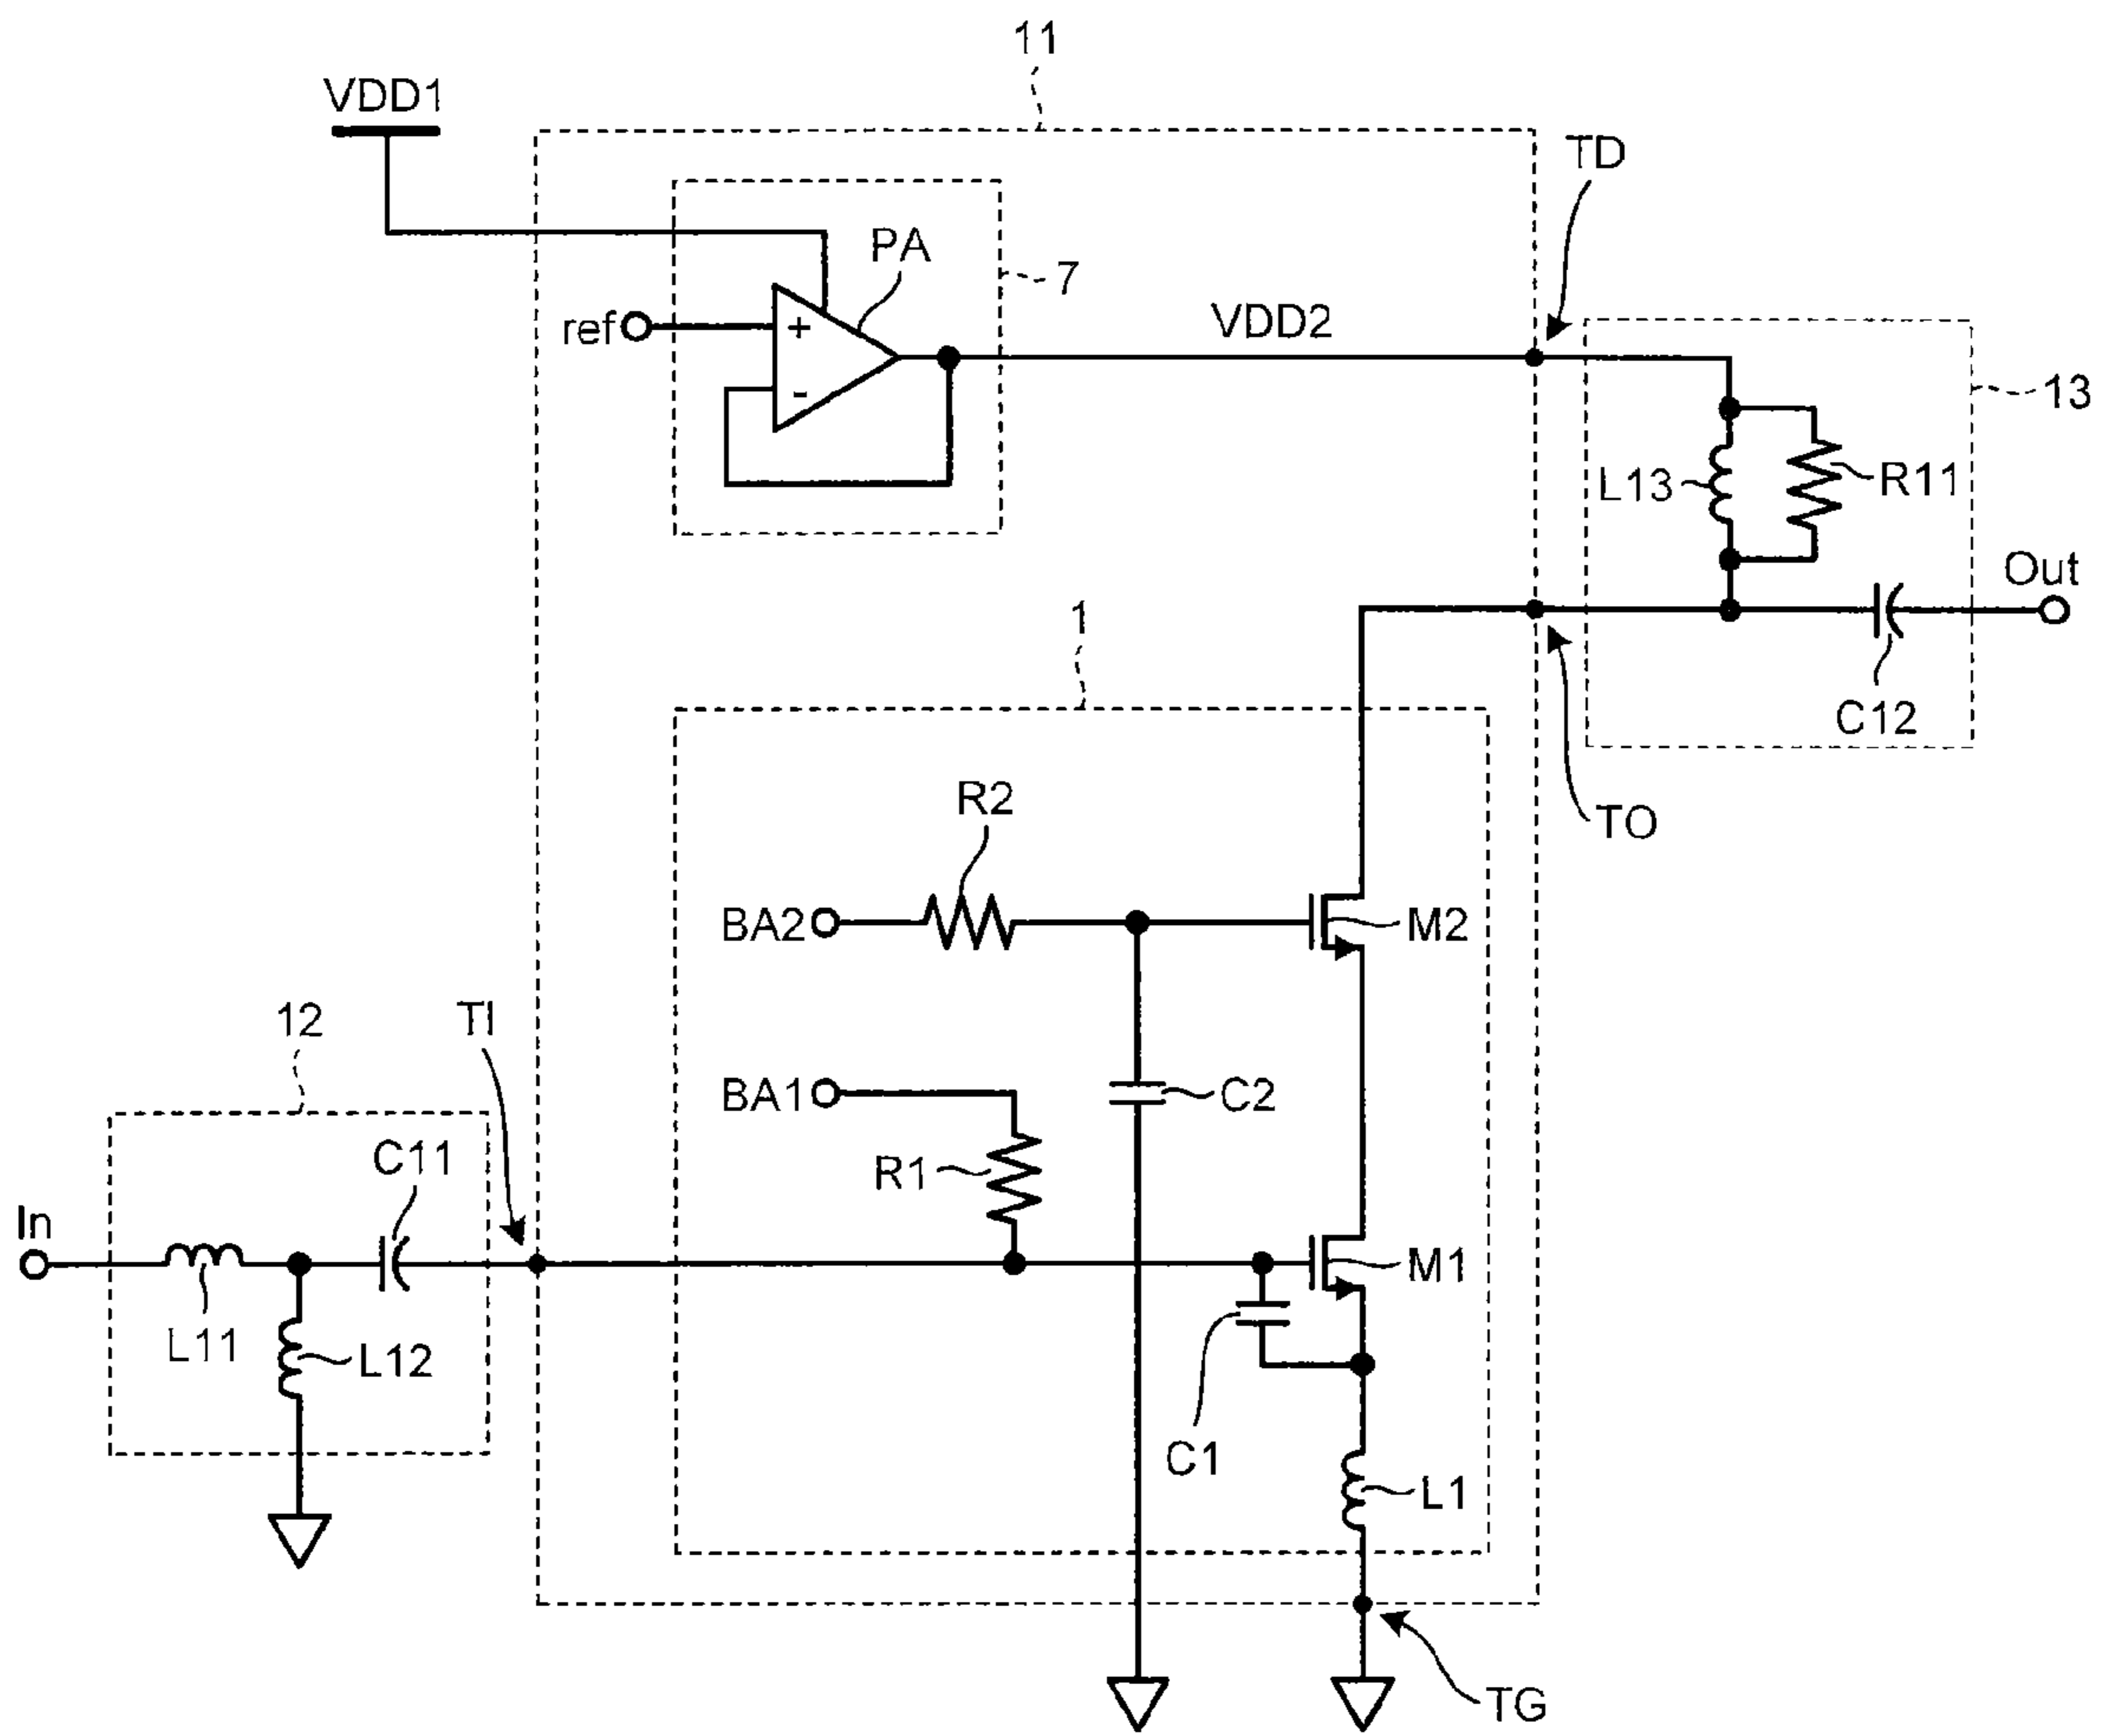 11
VDD1
TD
PA
7
ref
+
-
VDD2
13
L13
R11
Out
1
C12
R2
TO
BA2
M2
12
TI
BA1
C2
C11
R1
In
M1
L11
L12
C1
L1
TG